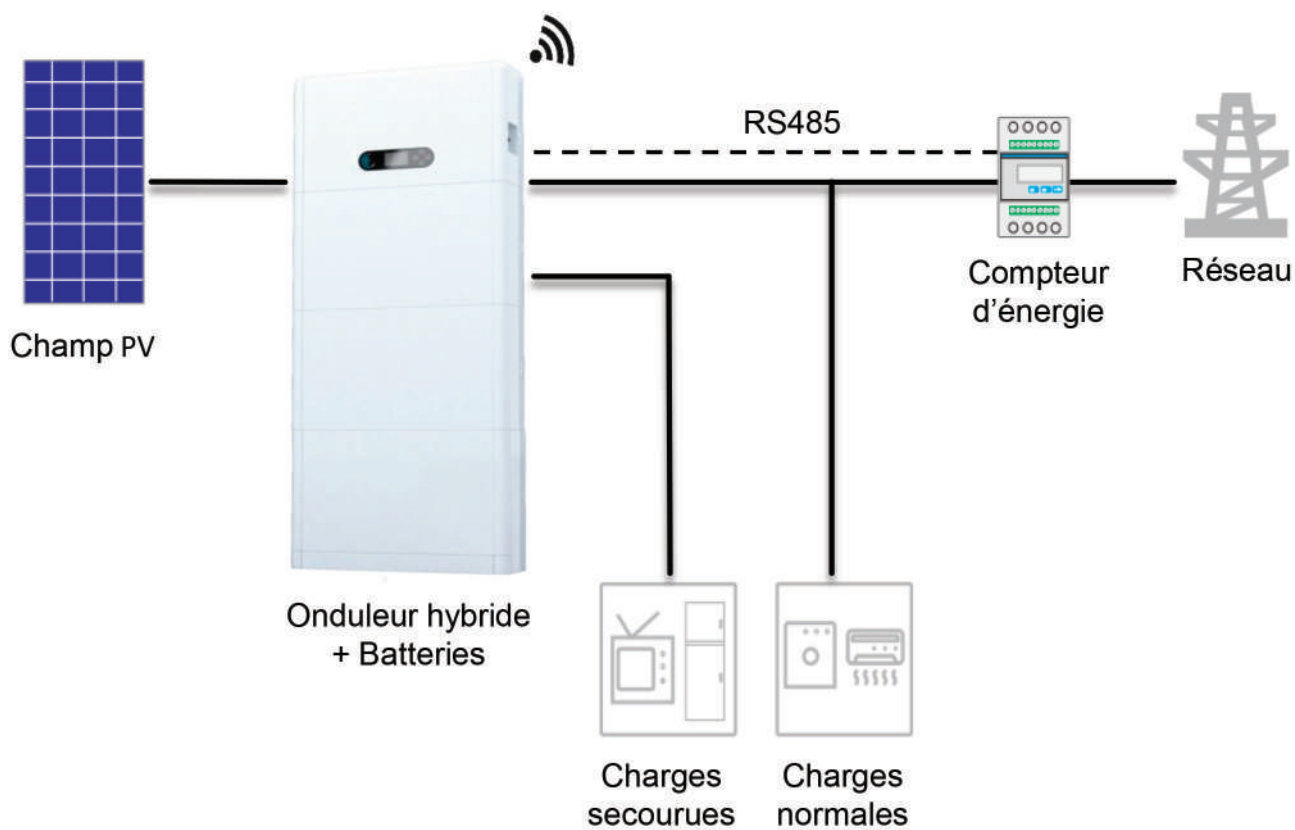 RS485
Champ PV
Compteur
d'énergie
Réseau
Onduleur hybride
+ Batteries
Charges
secourues
Charges
normales